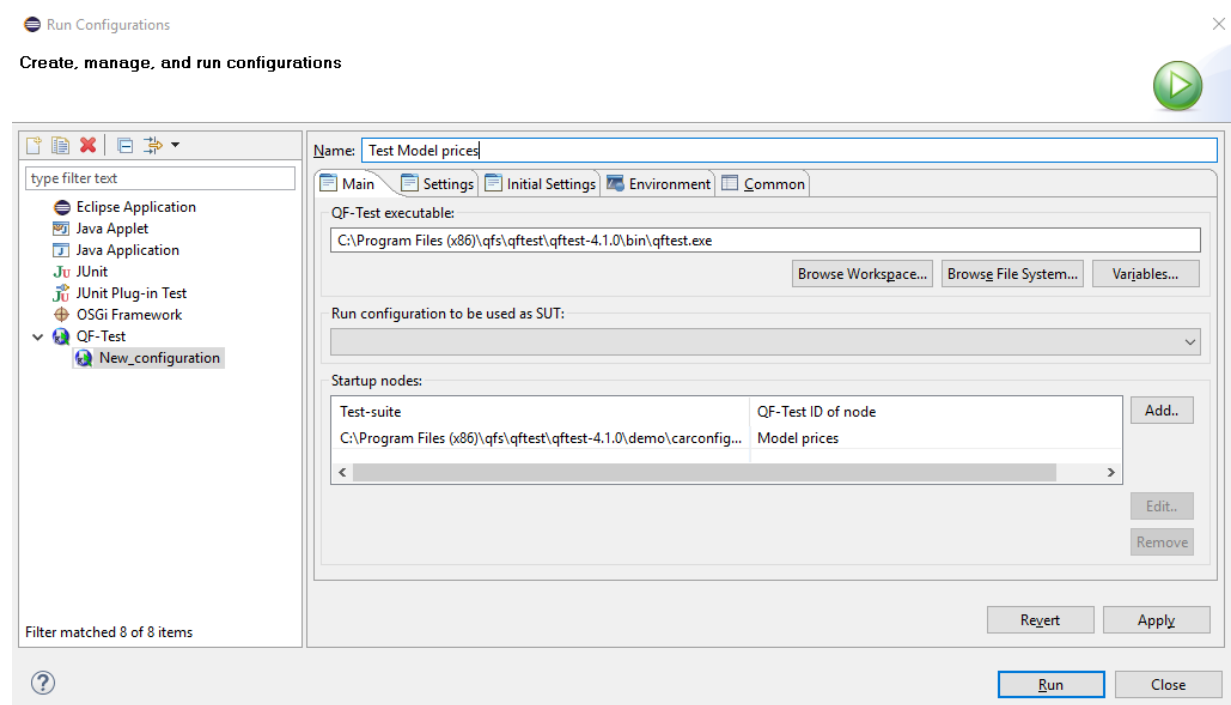 Run Configurations
Create, manage, and run configurations
type filter text
Eclipse Application
Java Applet
Java Application
JUnit
JUnit Plug-in Test
OSGi Framework
QF-Test
New_configuration
Filter matched 8 of 8 items
Name: Test Model prices
Main Settings Initial Settings Environment Common
QF-Test executable:
C:\Program Files (x86)\qfs\qftest\qftest-4.1.0\bin\qftest.exe
Browse Workspace... Browse File System... Variables...
Run configuration to be used as SUT:
Startup nodes:
Test-suite QF-Test ID of node
C:\Program Files (x86)\qfs\qftest\qftest-4.1.0\demo\carconfig... Model prices
Add..
Edit..
Remove
Revert Apply
Run Close